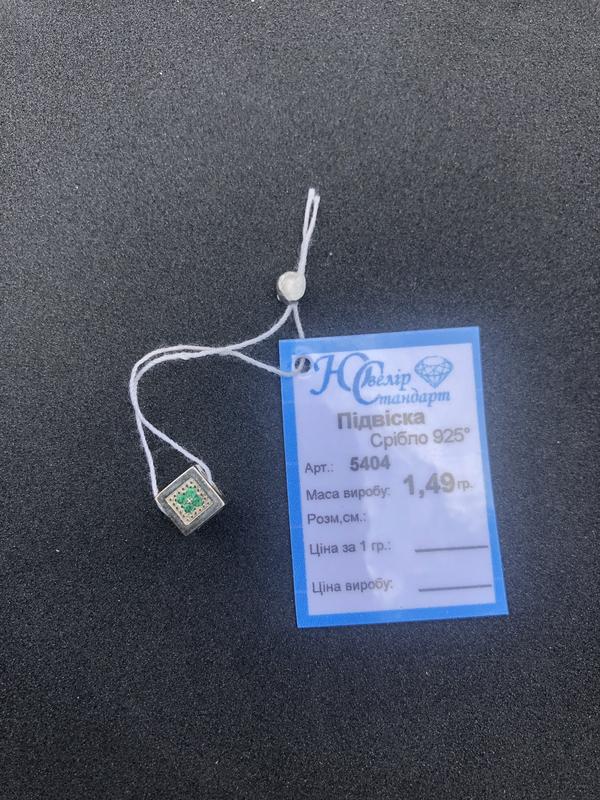 Ювелір
Стандарт
Підвіска
Срібло 925°
Арт.: 5404
Маса виробу: 1,49 гр.
Розм,см.:
Ціна за 1 гр.:
Ціна виробу: